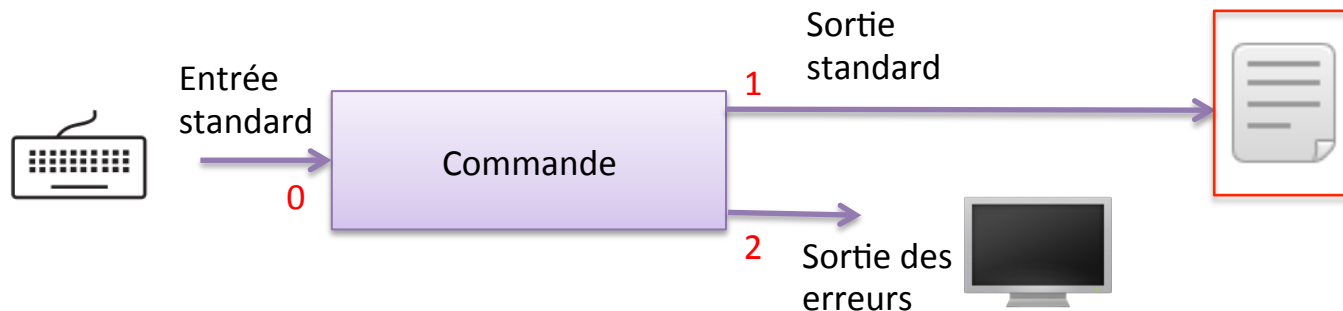 Entrée
standard
0
Commande
1
Sortie
standard
2
Sortie des
erreurs